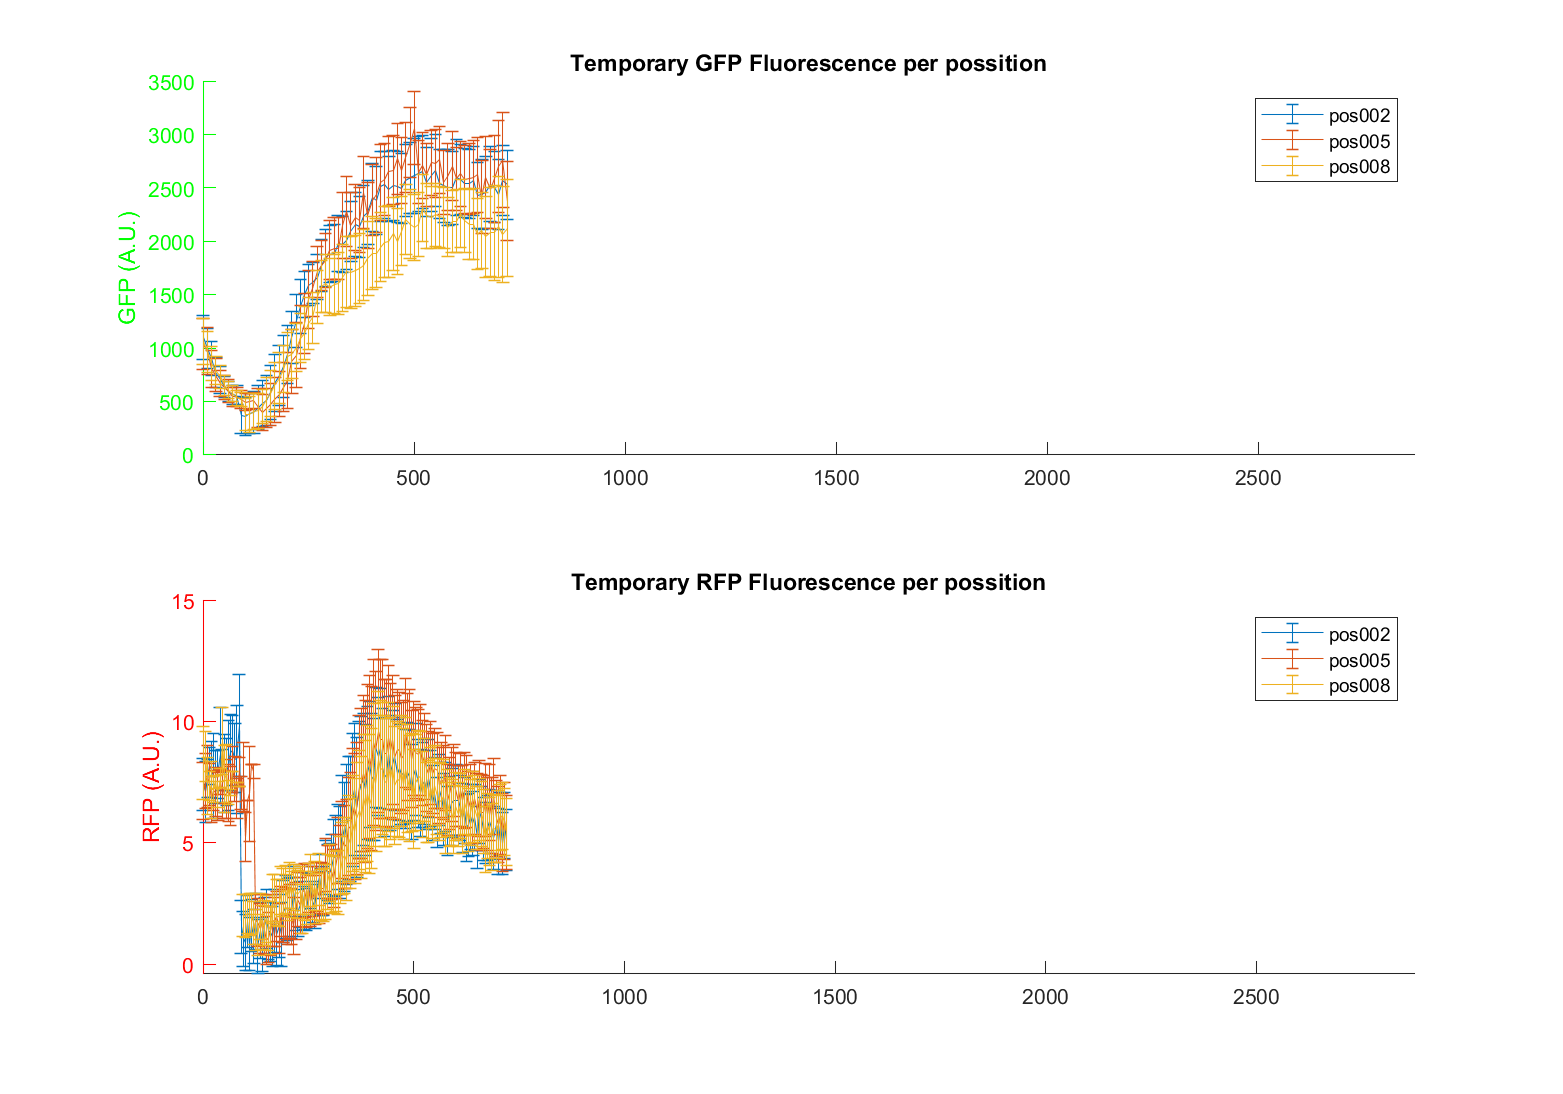 Temporary GFP Fluorescence per possition
3500
3000
2500
2000
1500
1000
500
0
GFP (A.U.)
pos002
pos005
pos008
0 500 1000 1500 2000 2500
Temporary RFP Fluorescence per possition
15
10
5
0
RFP (A.U.)
pos002
pos005
pos008
0 500 1000 1500 2000 2500